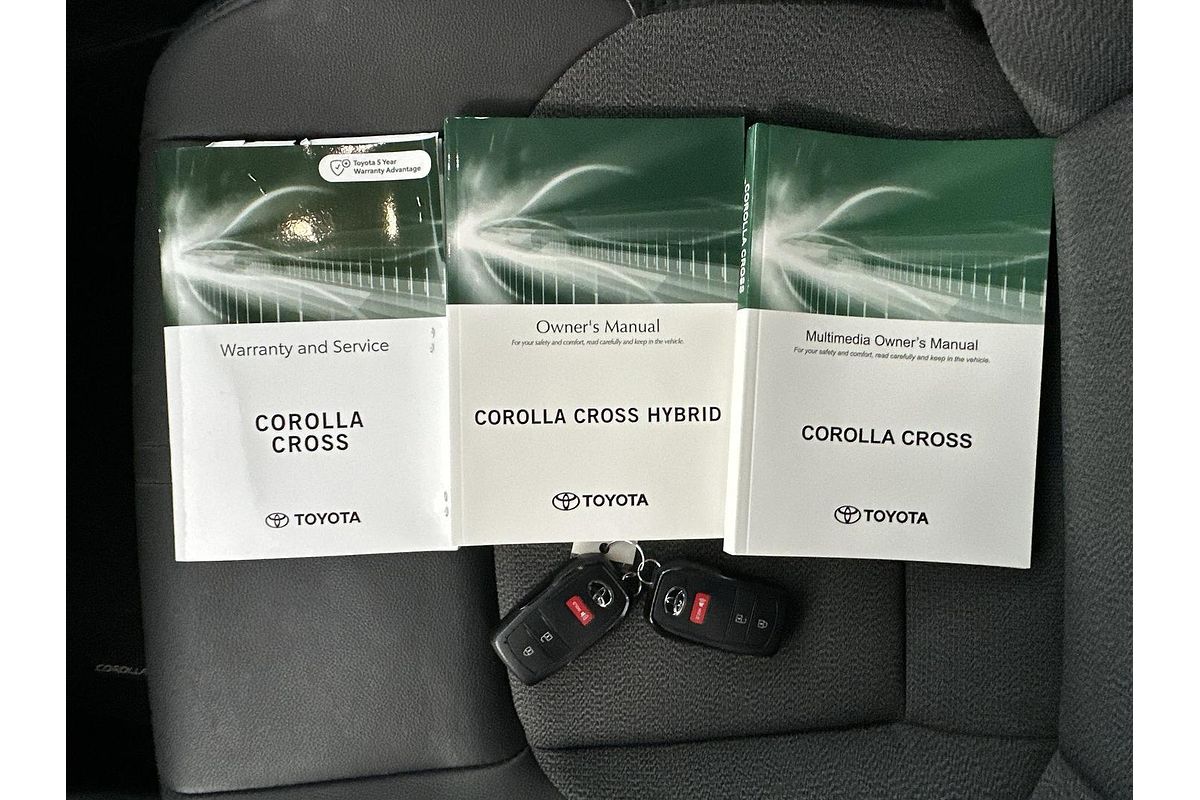 Toyota 5 Year
Warranty Advantage
Warranty and Service
COROLLA
CROSS
TOYOTA
Owner's Manual
For your safety and comfort, read carefully and keep in the vehicle.
COROLLA CROSS HYBRID
TOYOTA
COROLLA CROSS
Multimedia Owner's Manual
For your safety and comfort, read carefully and keep in the vehicle.
COROLLA CROSS
TOYOTA
COROLLA